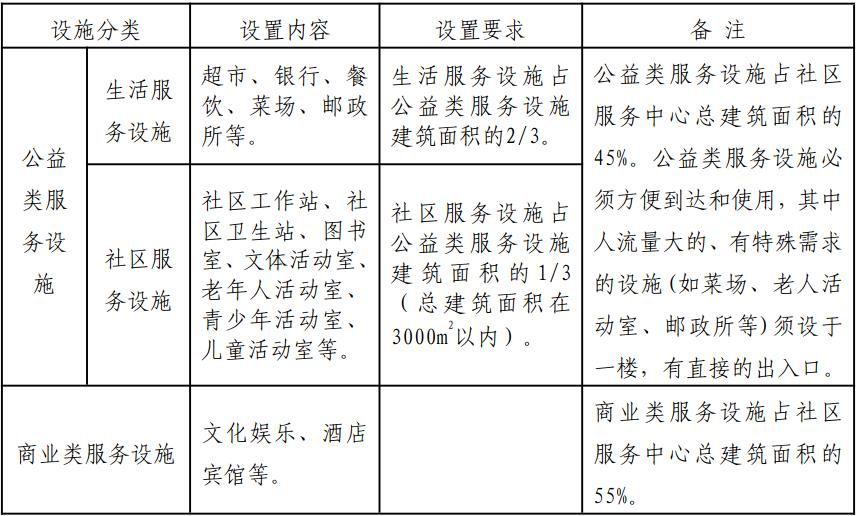 设施分类
设置内容
设置要求
备 注
公益
类服
务设
施
生活服
务设施
超市、银行、餐
饮、菜场、邮政
所等。
生活服务设施占
公益类服务设施
建筑面积的2/3。
公益类服务设施占社区
服务中心总建筑面积的
45%。公益类服务设施必
须方便到达和使用，其中
人流量大的、有特殊需求
的设施(如菜场、老人活
动室、邮政所等)须设于
一楼，有直接的出入口。
社区服
务设施
社区工作站、社
区卫生站、图书
室、文体活动室、
老年人活动室、
青少年活动室、
儿童活动室等。
社区服务设施占
公益类服务设施
建筑面积的1/3
（总建筑面积在
3000m²以内）。
商业类服务设施
文化娱乐、酒店
宾馆等。
商业类服务设施占社区
服务中心总建筑面积的
55%。